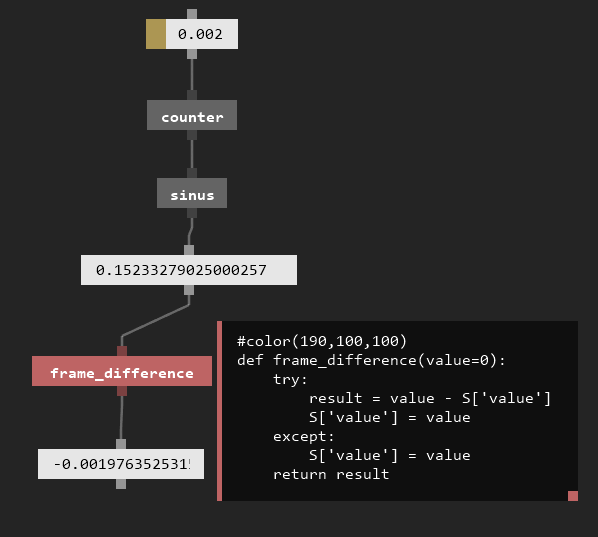 0.002
counter
sinus
0.15233279025000257
frame_difference
-0.001976352531
#color(190,100,100)
def frame_difference(value=0):
    try:
        result = value - S['value']
        S['value'] = value
    except:
        S['value'] = value
    return result